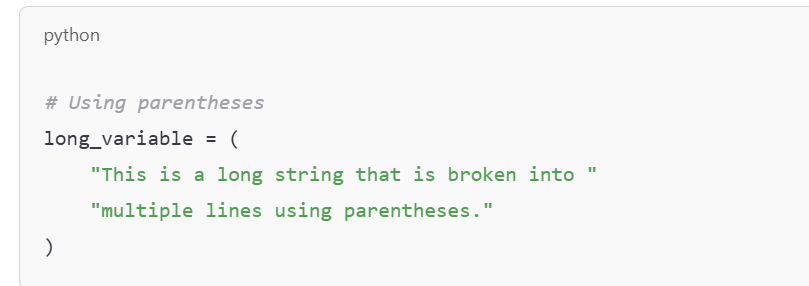 python
# Using parentheses
long_variable = (
    "This is a long string that is broken into "
    "multiple lines using parentheses."
)